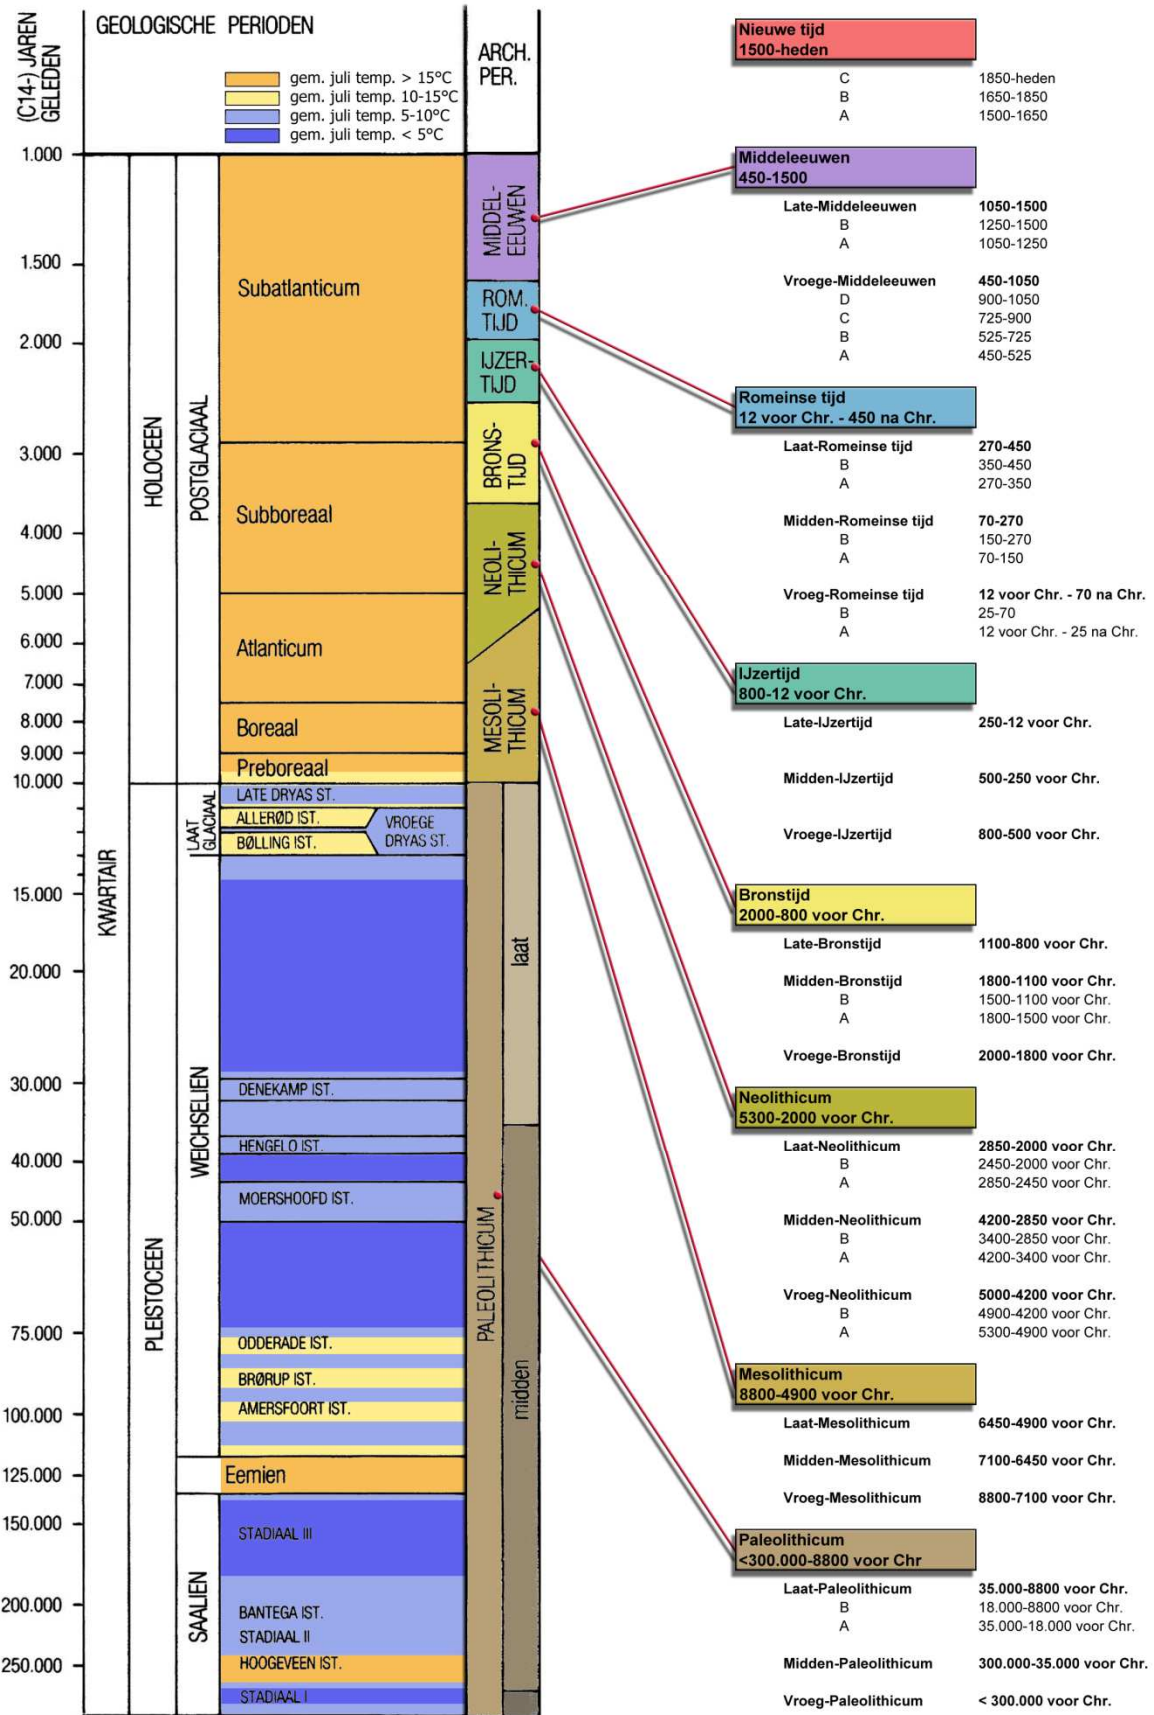 (C14-) JAREN
GELEDEN
GEOLOGISCHE PERIODEN
gem. juli temp. > 15°C
gem. juli temp. 10-15°C
gem. juli temp. 5-10°C
gem. juli temp. < 5°C
ARCH.
PER.
1.000
1.500
2.000
3.000
4.000
5.000
6.000
7.000
8.000
9.000
10.000
15.000
20.000
30.000
40.000
50.000
75.000
100.000
125.000
150.000
200.000
250.000
KWARTAIR
HOLOCEEN
PLEISTOCEEN
POSTGLACIAAL
LAAT
GLACIAAL
WEICHSELIEN
SAALIEN
Subatlanticum
Subboreaal
Atlanticum
Boreaal
Preboreaal
LATE DRYAS ST.
ALLERØD IST.
VROEGE
DRYAS ST.
BØLLING IST.
DENEKAMP IST.
HENGELO IST.
MOERSHOOFD IST.
ODDERADE IST.
BRØRUP IST.
AMERSFOORT IST.
Eemien
STADIAAL III
BANTEGA IST.
STADIAAL II
HOOGEVEEN IST.
STADIAAL I
MIDDEL-
EEUWEN
ROM.
TIJD
IJZER-
TIJD
BRONS-
TIJD
NEOLI-
THICUM
MESOLI-
THICUM
PALEOLITHICUM
laat
midden
Nieuwe tijd
1500-heden
C 1850-heden
B 1650-1850
A 1500-1650
Middeleeuwen
450-1500
Late-Middeleeuwen 1050-1500
B 1250-1500
A 1050-1250
Vroege-Middeleeuwen 450-1050
D 900-1050
C 725-900
B 525-725
A 450-525
Romeinse tijd
12 voor Chr. - 450 na Chr.
Laat-Romeinse tijd 270-450
B 350-450
A 270-350
Midden-Romeinse tijd 70-270
B 150-270
A 70-150
Vroeg-Romeinse tijd 12 voor Chr. - 70 na Chr.
B 25-70
A 12 voor Chr. - 25 na Chr.
IJzertijd
800-12 voor Chr.
Late-IJzertijd 250-12 voor Chr.
Midden-IJzertijd 500-250 voor Chr.
Vroege-IJzertijd 800-500 voor Chr.
Bronstijd
2000-800 voor Chr.
Late-Bronstijd 1100-800 voor Chr.
Midden-Bronstijd 1800-1100 voor Chr.
B 1500-1100 voor Chr.
A 1800-1500 voor Chr.
Vroege-Bronstijd 2000-1800 voor Chr.
Neolithicum
5300-2000 voor Chr.
Laat-Neolithicum 2850-2000 voor Chr.
B 2450-2000 voor Chr.
A 2850-2450 voor Chr.
Midden-Neolithicum 4200-2850 voor Chr.
B 3400-2850 voor Chr.
A 4200-3400 voor Chr.
Vroeg-Neolithicum 5000-4200 voor Chr.
B 4900-4200 voor Chr.
A 5300-4900 voor Chr.
Mesolithicum
8800-4900 voor Chr.
Laat-Mesolithicum 6450-4900 voor Chr.
Midden-Mesolithicum 7100-6450 voor Chr.
Vroeg-Mesolithicum 8800-7100 voor Chr.
Paleolithicum
<300.000-8800 voor Chr
Laat-Paleolithicum 35.000-8800 voor Chr.
B 18.000-8800 voor Chr.
A 35.000-18.000 voor Chr.
Midden-Paleolithicum 300.000-35.000 voor Chr.
Vroeg-Paleolithicum < 300.000 voor Chr.